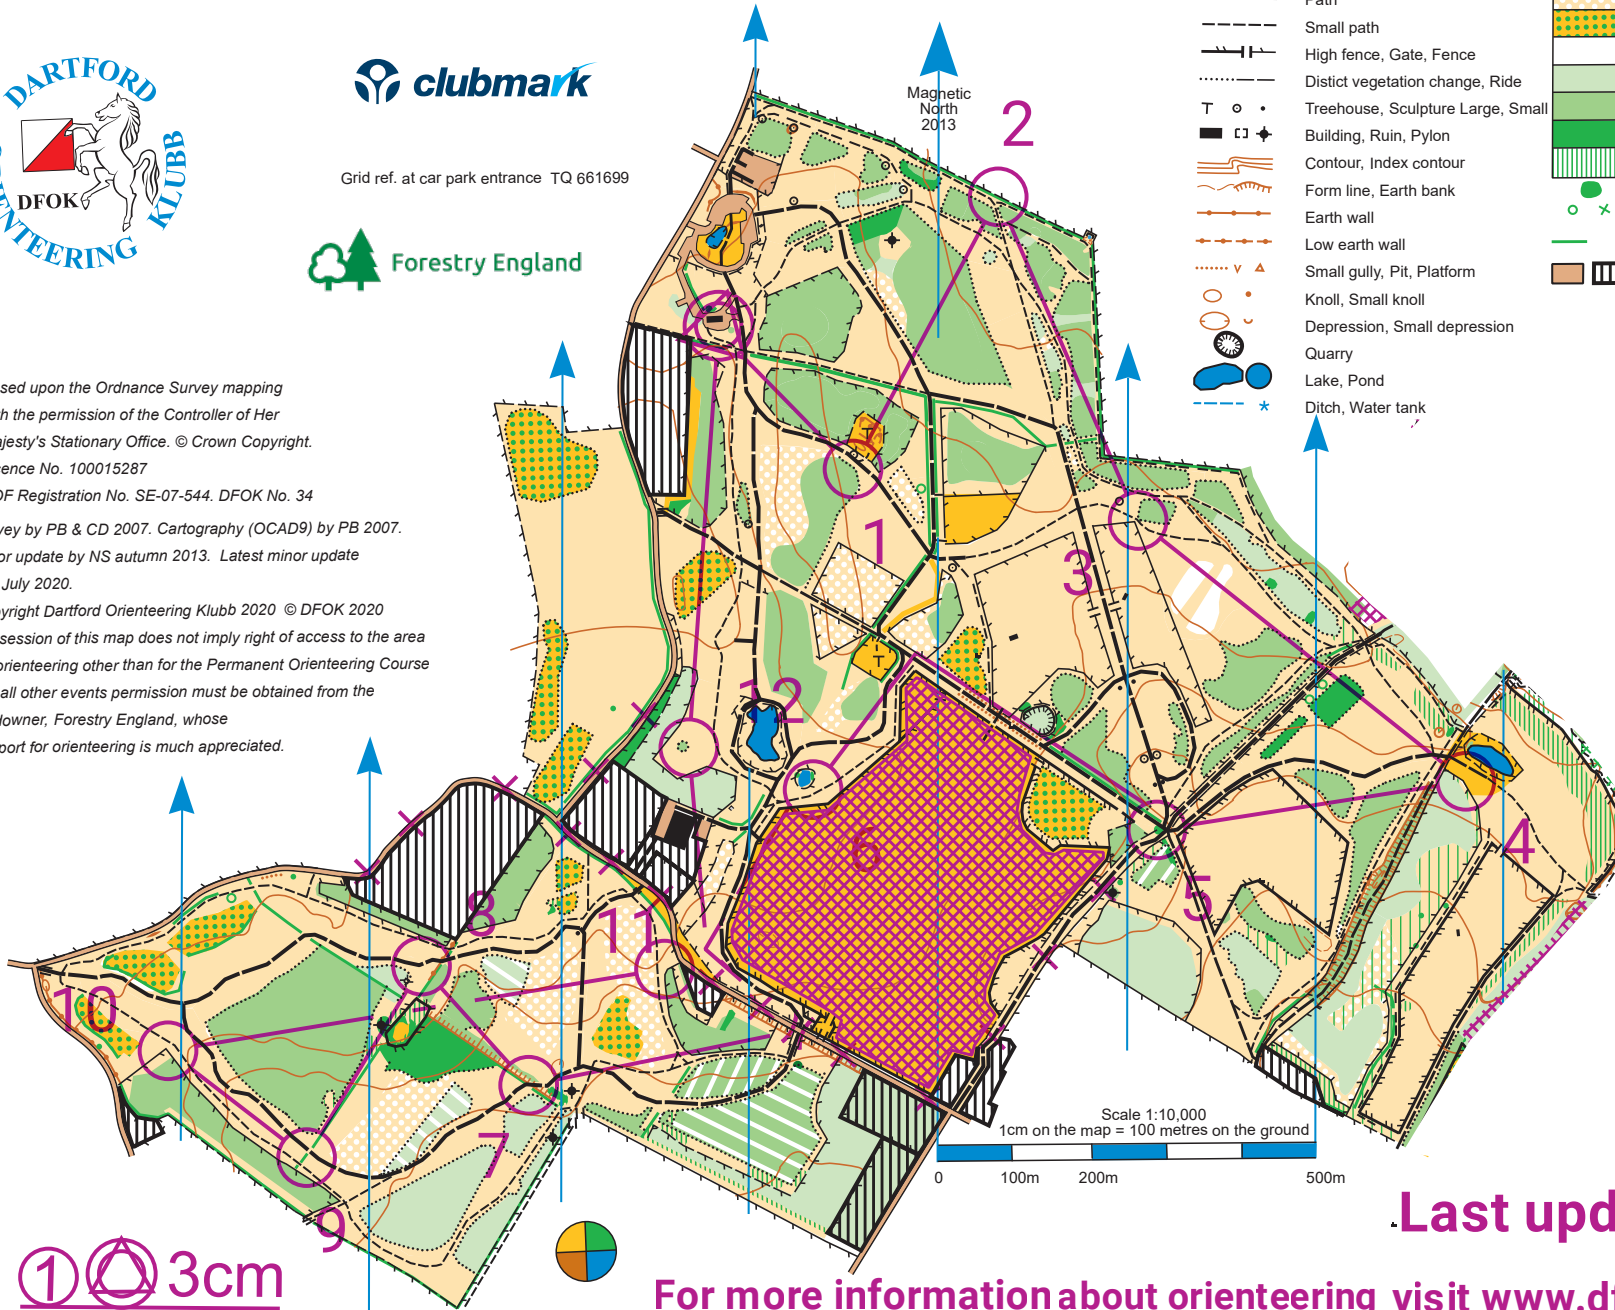 DARTFORD
ORIENTEERING
KLUBB
DFOK
clubmark
Grid ref. at car park entrance TQ 661699
Forestry England
Magnetic
North
2013
Path
Small path
High fence, Gate, Fence
Distict vegetation change, Ride
Treehouse, Sculpture Large, Small
Building, Ruin, Pylon
Contour, Index contour
Form line, Earth bank
Earth wall
Low earth wall
Small gully, Pit, Platform
Knoll, Small knoll
Depression, Small depression
Quarry
Lake, Pond
Ditch, Water tank
sed upon the Ordnance Survey mapping
h the permission of the Controller of Her
ajesty's Stationary Office. © Crown Copyright.
ence No. 100015287
OF Registration No. SE-07-544. DFOK No. 34
vey by PB & CD 2007. Cartography (OCAD9) by PB 2007.
or update by NS autumn 2013. Latest minor update
July 2020.
pyright Dartford Orienteering Klubb 2020 © DFOK 2020
session of this map does not imply right of access to the area
orienteering other than for the Permanent Orienteering Course
all other events permission must be obtained from the
downer, Forestry England, whose
port for orienteering is much appreciated.
2
1
3
12
4
6
5
8
11
10
7
9
Scale 1:10,000
1cm on the map = 100 metres on the ground
0 100m 200m 500m
1 3cm
Last upd
For more information about orienteering visit www.df